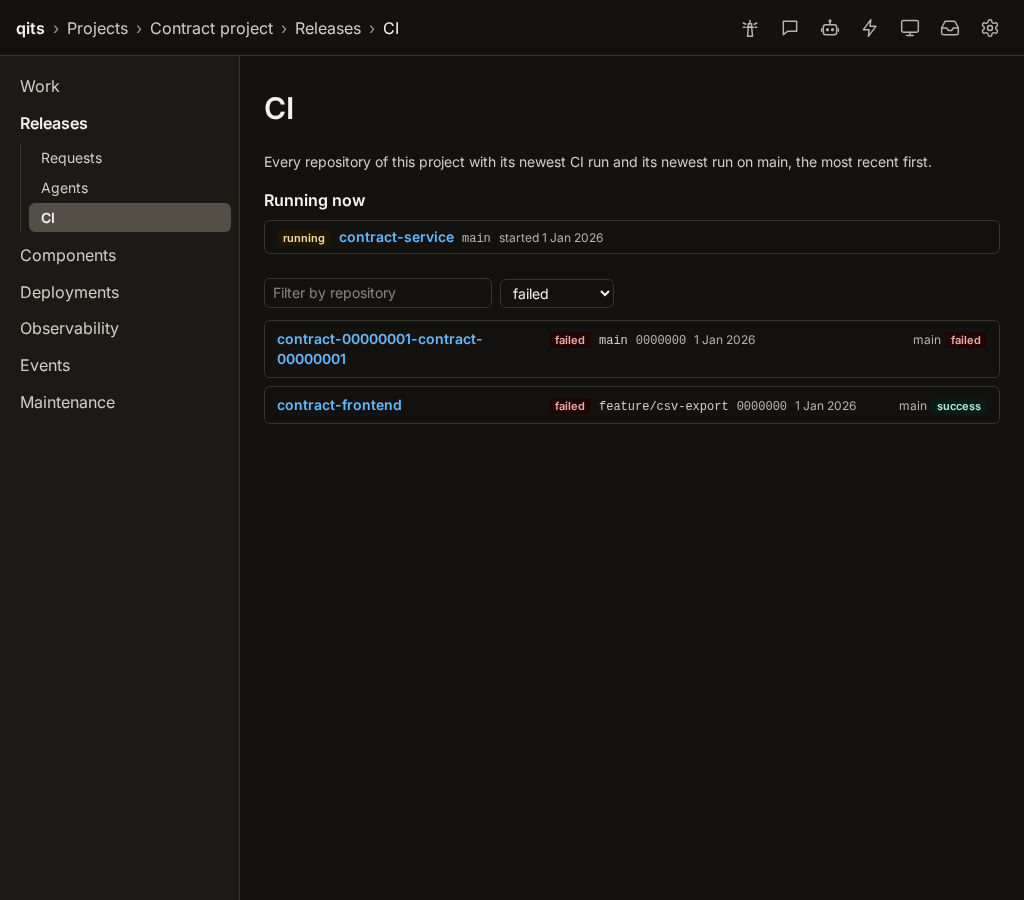 qits › Projects › Contract project › Releases › CI
Work
Releases
Requests
Agents
CI
Components
Deployments
Observability
Events
Maintenance
CI
Every repository of this project with its newest CI run and its newest run on main, the most recent first.
Running now
running contract-service main started 1 Jan 2026
Filter by repository failed
contract-00000001-contract-00000001 failed main 0000000 1 Jan 2026 main failed
contract-frontend failed feature/csv-export 0000000 1 Jan 2026 main success